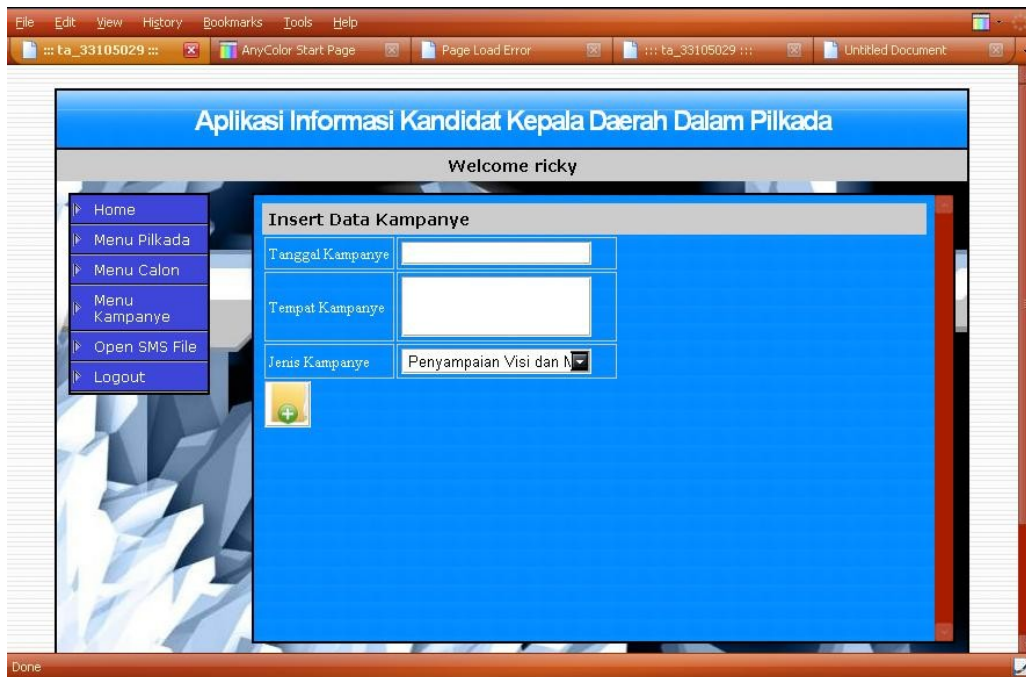 File Edit View History Bookmarks Tools Help
::: ta_33105029 ::: AnyColor Start Page Page Load Error ::: ta_33105029 ::: Untitled Document
Aplikasi Informasi Kandidat Kepala Daerah Dalam Pilkada
Welcome ricky
Home
Menu Pilkada
Menu Calon
Menu
Kampanye
Open SMS File
Logout
Insert Data Kampanye
Tanggal Kampanye
Tempat Kampanye
Jenis Kampanye Penyampaian Visi dan
Done